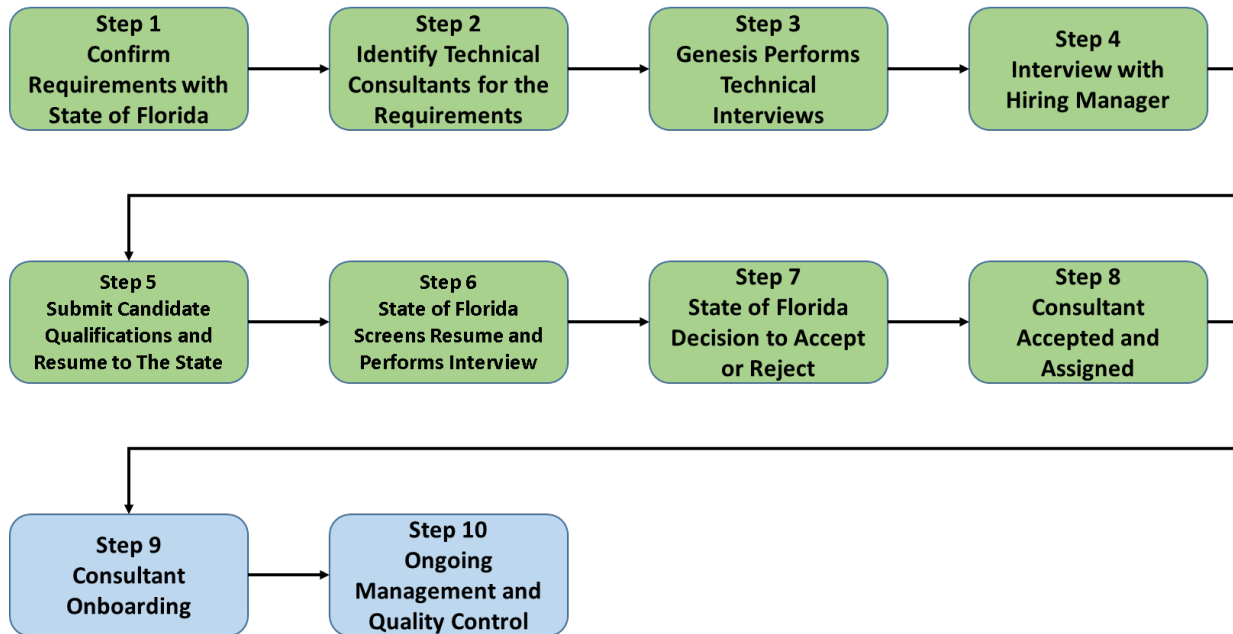 Step 1
Confirm
Requirements with
State of Florida
Step 2
Identify Technical
Consultants for the
Requirements
Step 3
Genesis Performs
Technical
Interviews
Step 4
Interview with
Hiring Manager
Step 5
Submit Candidate
Qualifications and
Resume to The State
Step 6
State of Florida
Screens Resume and
Performs Interview
Step 7
State of Florida
Decision to Accept
or Reject
Step 8
Consultant
Accepted and
Assigned
Step 9
Consultant
Onboarding
Step 10
Ongoing
Management and
Quality Control